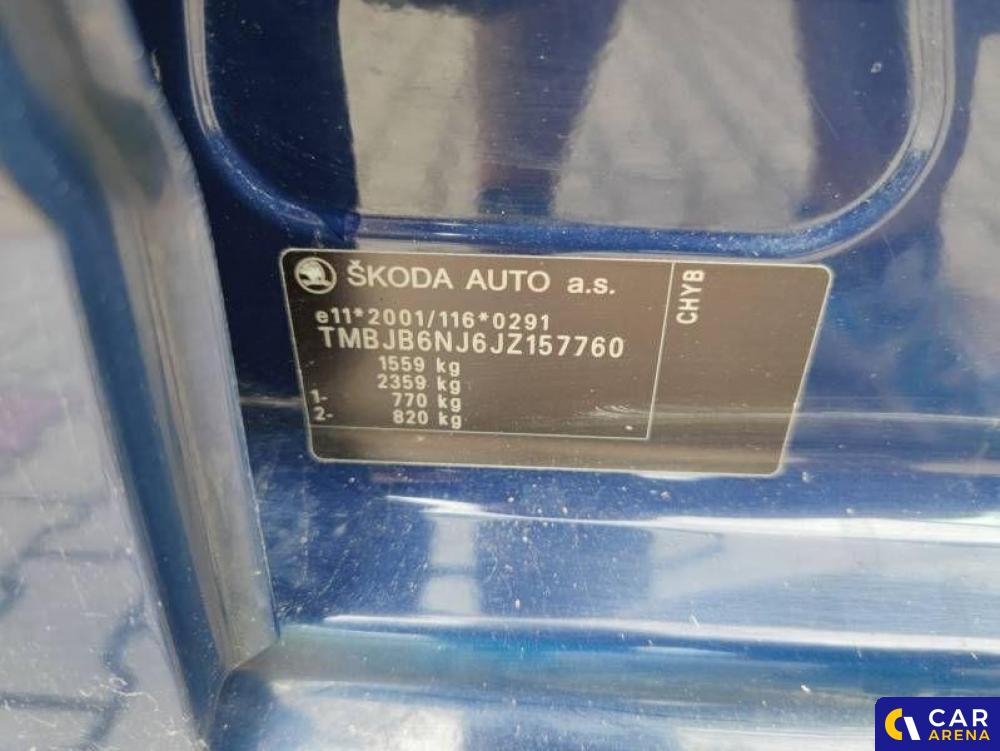 ŠKODA AUTO a.s.
CHYB
e11*2001/116*0291
TMBJB6NJ6JZ157760
1559 kg
2359 kg
1- 770 kg
2- 820 kg
CAR
ARENA